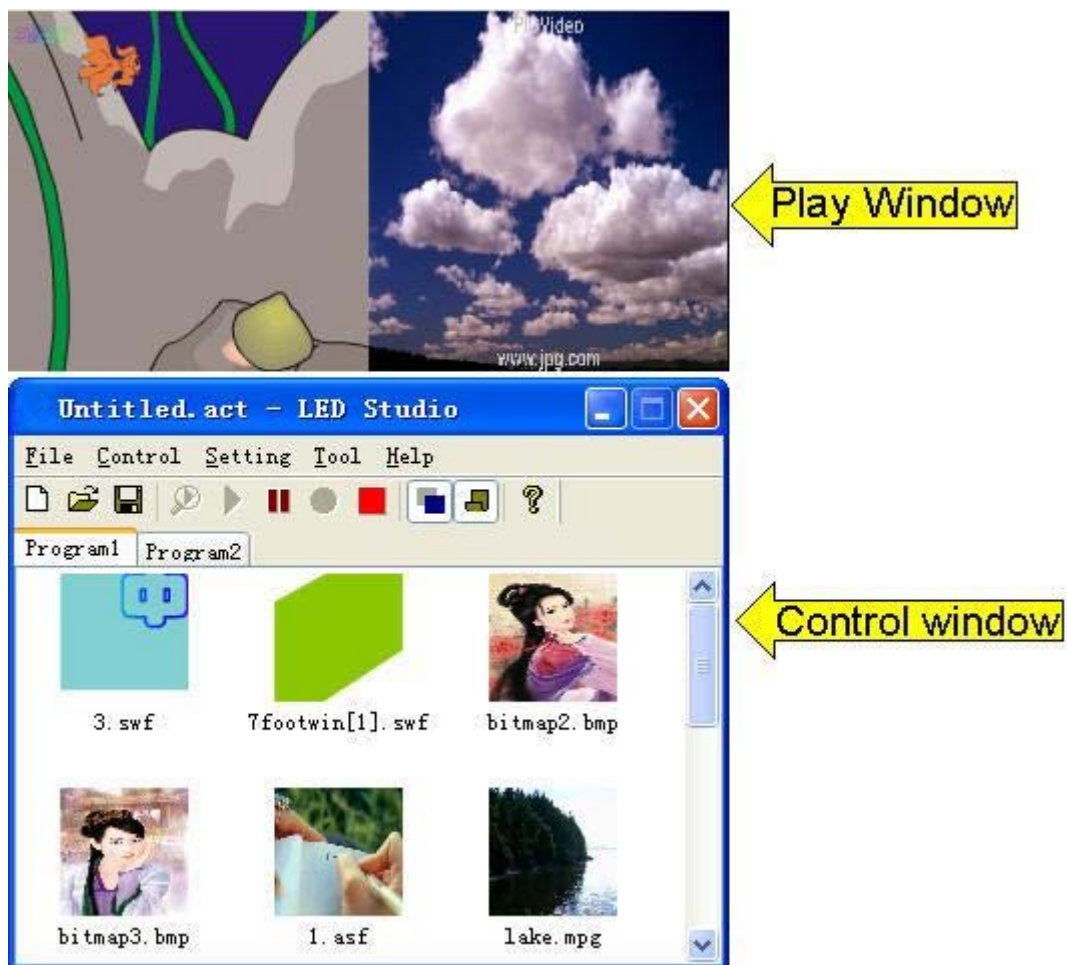 PlayVideo
Play Window
www.jpg.com
Untitled.act - LED Studio
File Control Setting Tool Help
Program1 Program2
Control window
3.swf 7footwin[1].swf bitmap2.bmp
bitmap3.bmp 1.asf lake.mpg